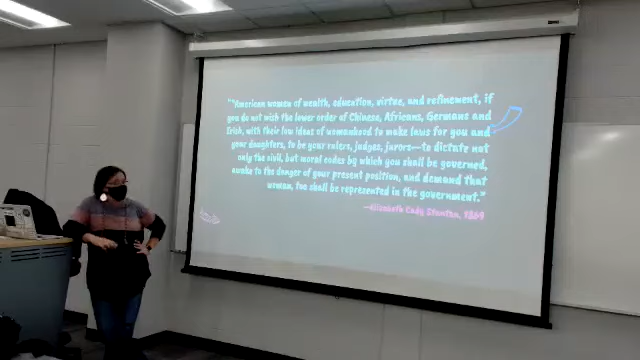 "American women of wealth, education, virtue, and refinement, if
you do not wish the lower order of Chinese, Africans, Germans and
Irish, with their low ideas of womanhood to make laws for you and
your daughters, to be your rulers, judges, jurors—to dictate not
only the civil, but moral codes by which you shall be governed,
awake to the danger of your present position, and demand that
woman, too shall be represented in the government."
—Elizabeth Cady Stanton, 1869